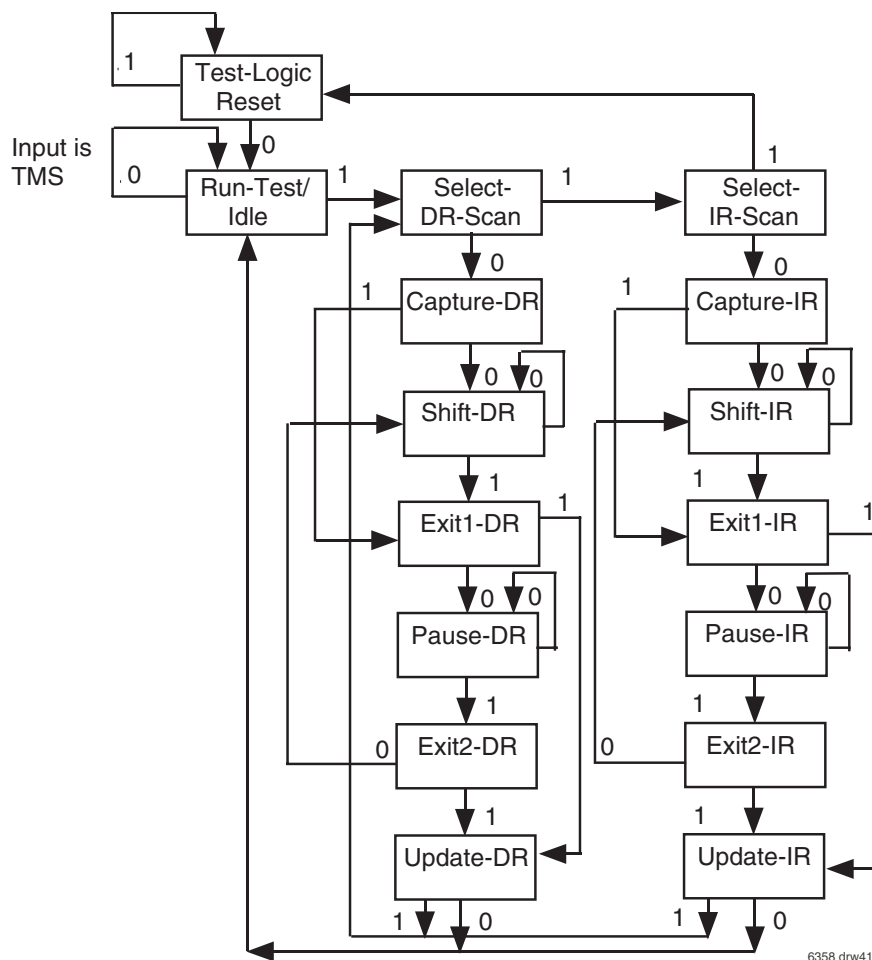 1
Test-Logic
Reset
Input is
TMS
0
0
1
Run-Test/
Idle
1
Select-
DR-Scan
1
Select-
IR-Scan
0
0
1
Capture-DR
1
Capture-IR
0
0
0
0
Shift-DR
Shift-IR
1
1
Exit1-DR
1
Exit1-IR
1
0
0
0
0
Pause-DR
Pause-IR
1
1
0
Exit2-DR
0
Exit2-IR
1
1
Update-DR
Update-IR
1
0
1
0
6358 drw41